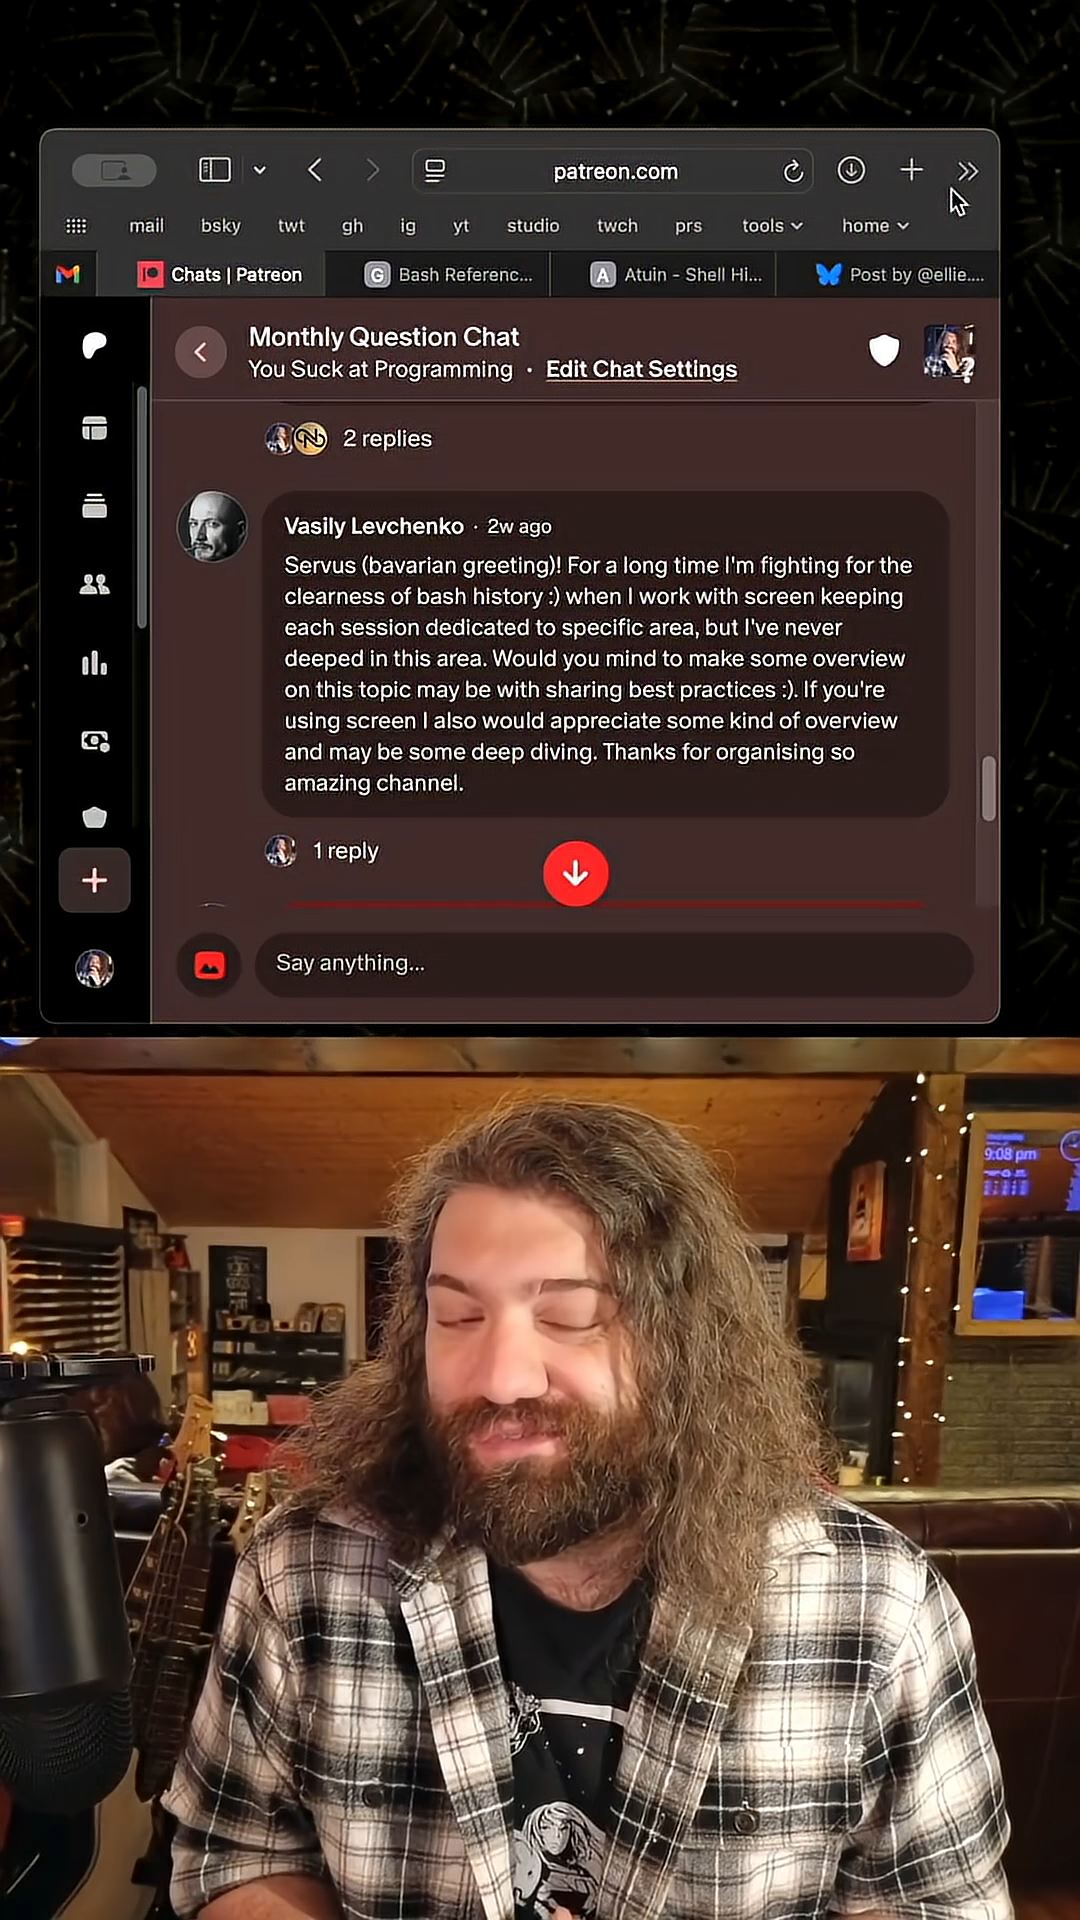 patreon.com
mail bsky twt gh ig yt studio twch prs tools home
Chats | Patreon
G Bash Referenc...
A Atuin - Shell Hi...
Post by @ellie....
Monthly Question Chat
You Suck at Programming · Edit Chat Settings
2 replies
Vasily Levchenko · 2w ago
Servus (bavarian greeting)! For a long time I'm fighting for the
clearness of bash history :) when I work with screen keeping
each session dedicated to specific area, but I've never
deeped in this area. Would you mind to make some overview
on this topic may be with sharing best practices :). If you're
using screen I also would appreciate some kind of overview
and may be some deep diving. Thanks for organising so
amazing channel.
1 reply
Say anything...
9:08 pm